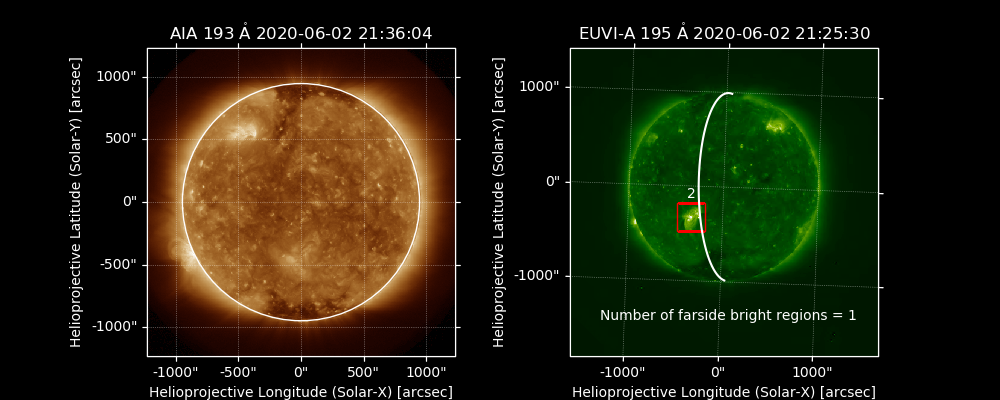 AIA 193 Å 2020-06-02 21:36:04
1000"
500"
0"
-500"
-1000"
Helioprojective Latitude (Solar-Y) [arcsec]
-1000" -500" 0" 500" 1000"
Helioprojective Longitude (Solar-X) [arcsec]
EUVI-A 195 Å 2020-06-02 21:25:30
1000"
0"
-1000"
Helioprojective Latitude (Solar-Y) [arcsec]
2
Number of farside bright regions = 1
-1000" 0" 1000"
Helioprojective Longitude (Solar-X) [arcsec]